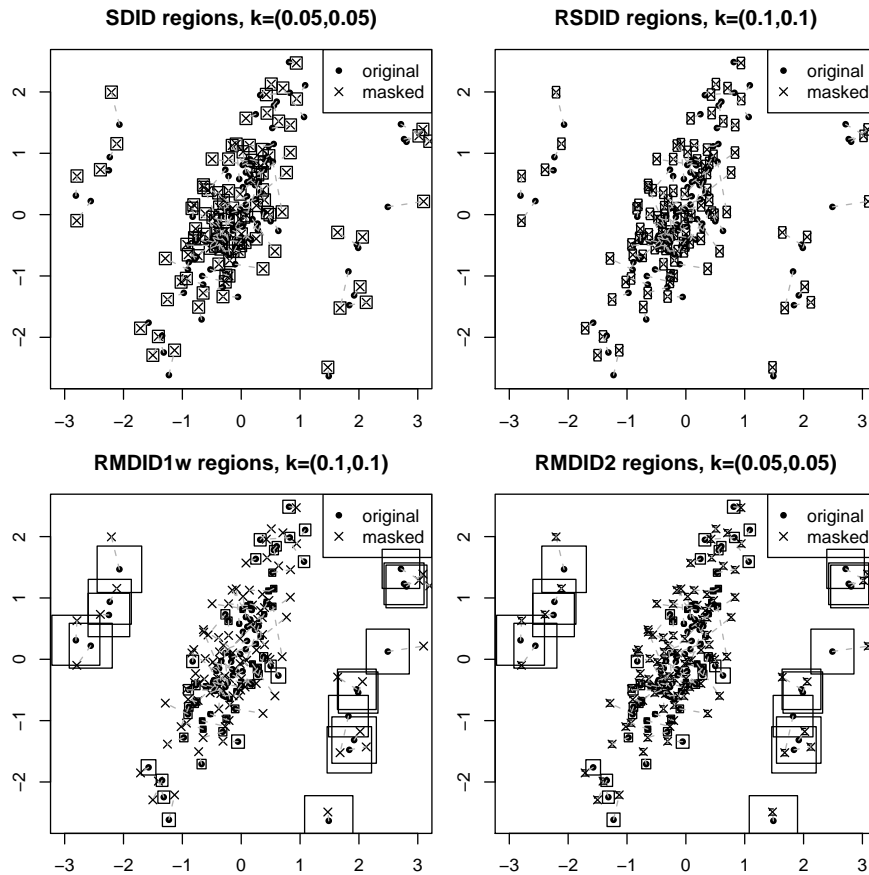 SDID regions, k=(0.05,0.05)
original
masked
2
1
0
−1
−2
−3 −2 −1 0 1 2 3
RSDID regions, k=(0.1,0.1)
original
masked
2
1
0
−1
−2
−3 −2 −1 0 1 2 3
RMDID1w regions, k=(0.1,0.1)
original
masked
2
1
0
−1
−2
−3 −2 −1 0 1 2 3
RMDID2 regions, k=(0.05,0.05)
original
masked
2
1
0
−1
−2
−3 −2 −1 0 1 2 3